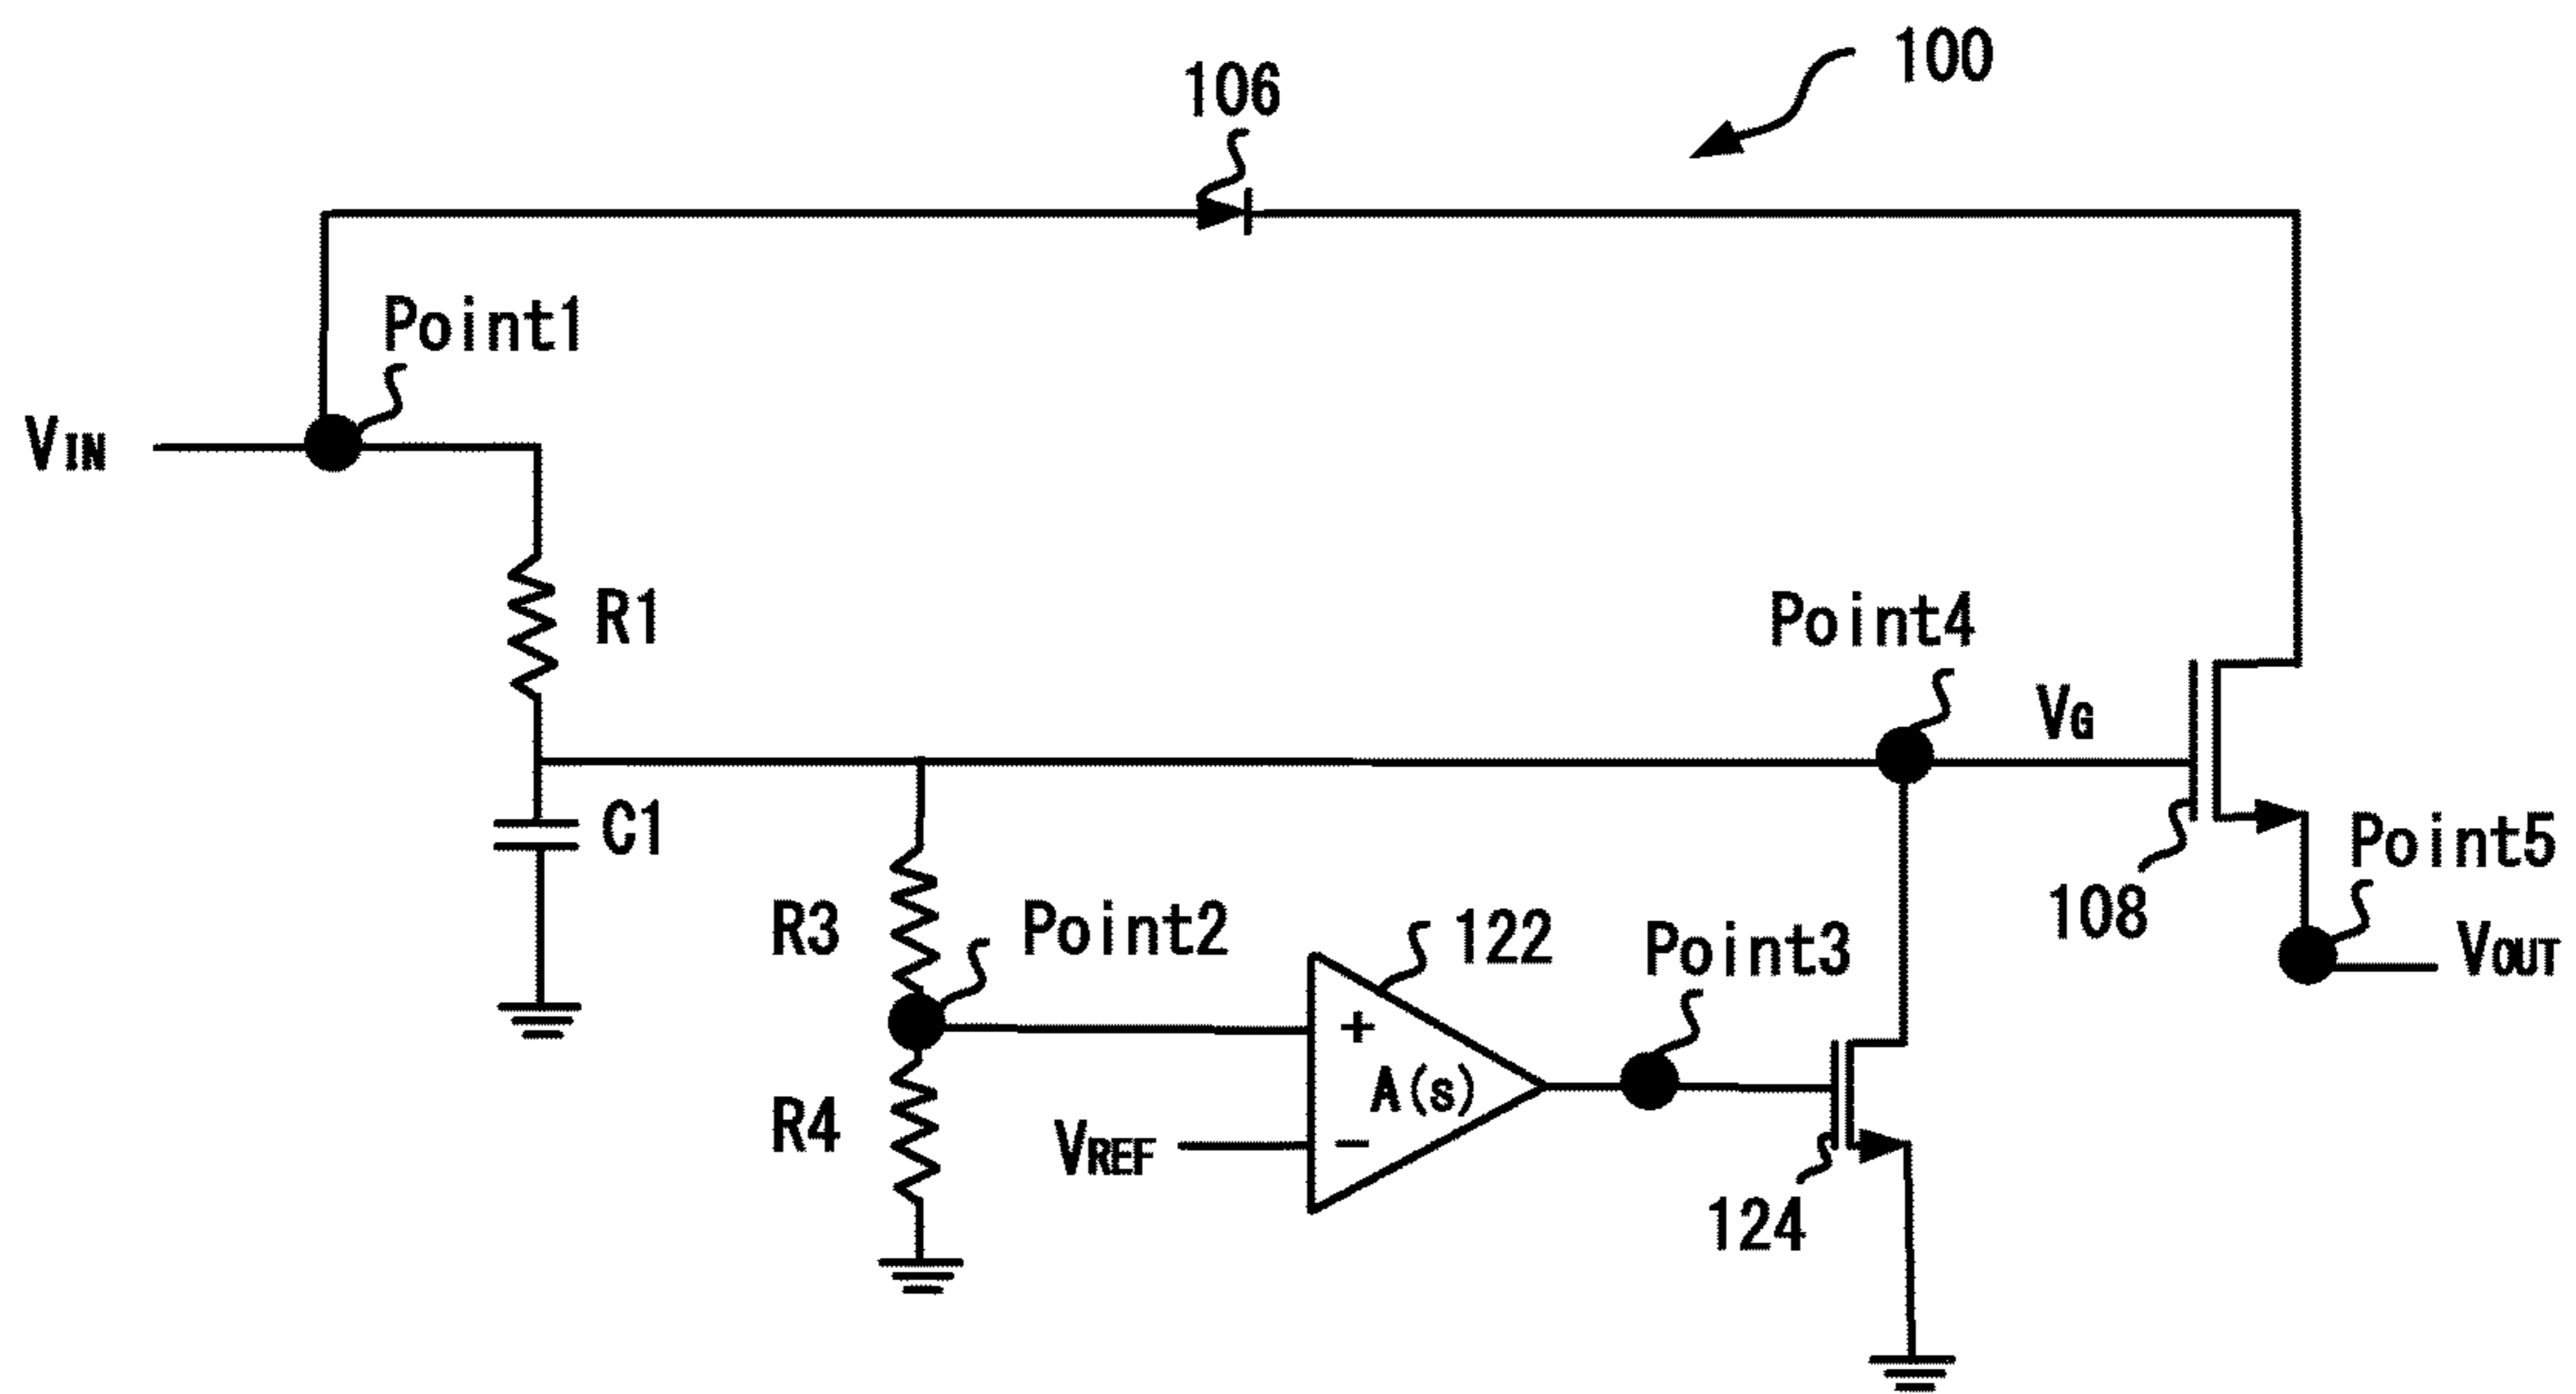 100
106
Point1
VIN
R1
Point4
VG
C1
Point5
108
R3
Point2
122
Point3
VOUT
+
A(s)
R4
VREF
−
124